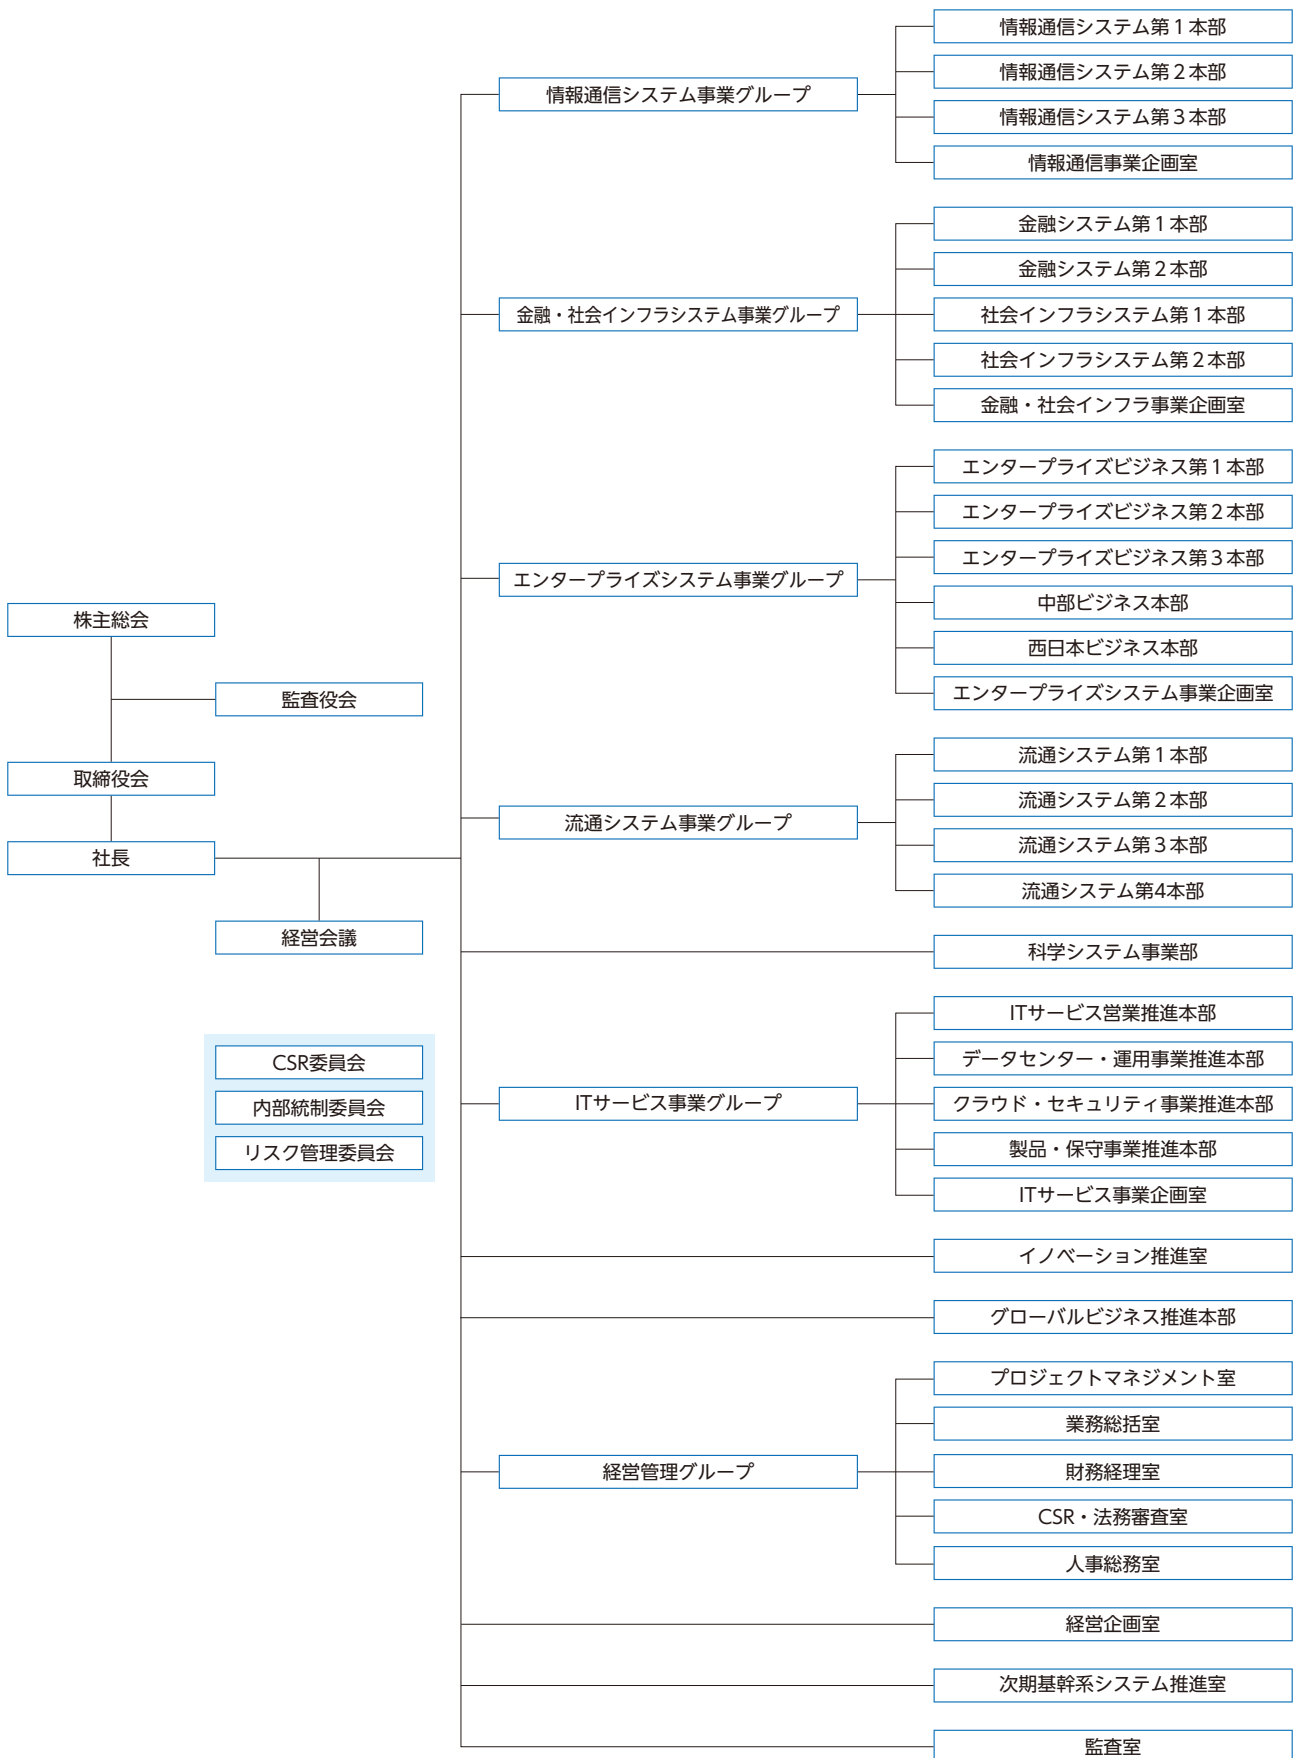 株主総会
監査役会
取締役会
社長
経営会議
CSR委員会
内部統制委員会
リスク管理委員会
情報通信システム事業グループ
情報通信システム第１本部
情報通信システム第２本部
情報通信システム第３本部
情報通信事業企画室
金融・社会インフラシステム事業グループ
金融システム第１本部
金融システム第２本部
社会インフラシステム第１本部
社会インフラシステム第２本部
金融・社会インフラ事業企画室
エンタープライズシステム事業グループ
エンタープライズビジネス第１本部
エンタープライズビジネス第２本部
エンタープライズビジネス第３本部
中部ビジネス本部
西日本ビジネス本部
エンタープライズシステム事業企画室
流通システム事業グループ
流通システム第１本部
流通システム第２本部
流通システム第３本部
流通システム第4本部
科学システム事業部
ITサービス事業グループ
ITサービス営業推進本部
データセンター・運用事業推進本部
クラウド・セキュリティ事業推進本部
製品・保守事業推進本部
ITサービス事業企画室
イノベーション推進室
グローバルビジネス推進本部
経営管理グループ
プロジェクトマネジメント室
業務総括室
財務経理室
CSR・法務審査室
人事総務室
経営企画室
次期基幹系システム推進室
監査室